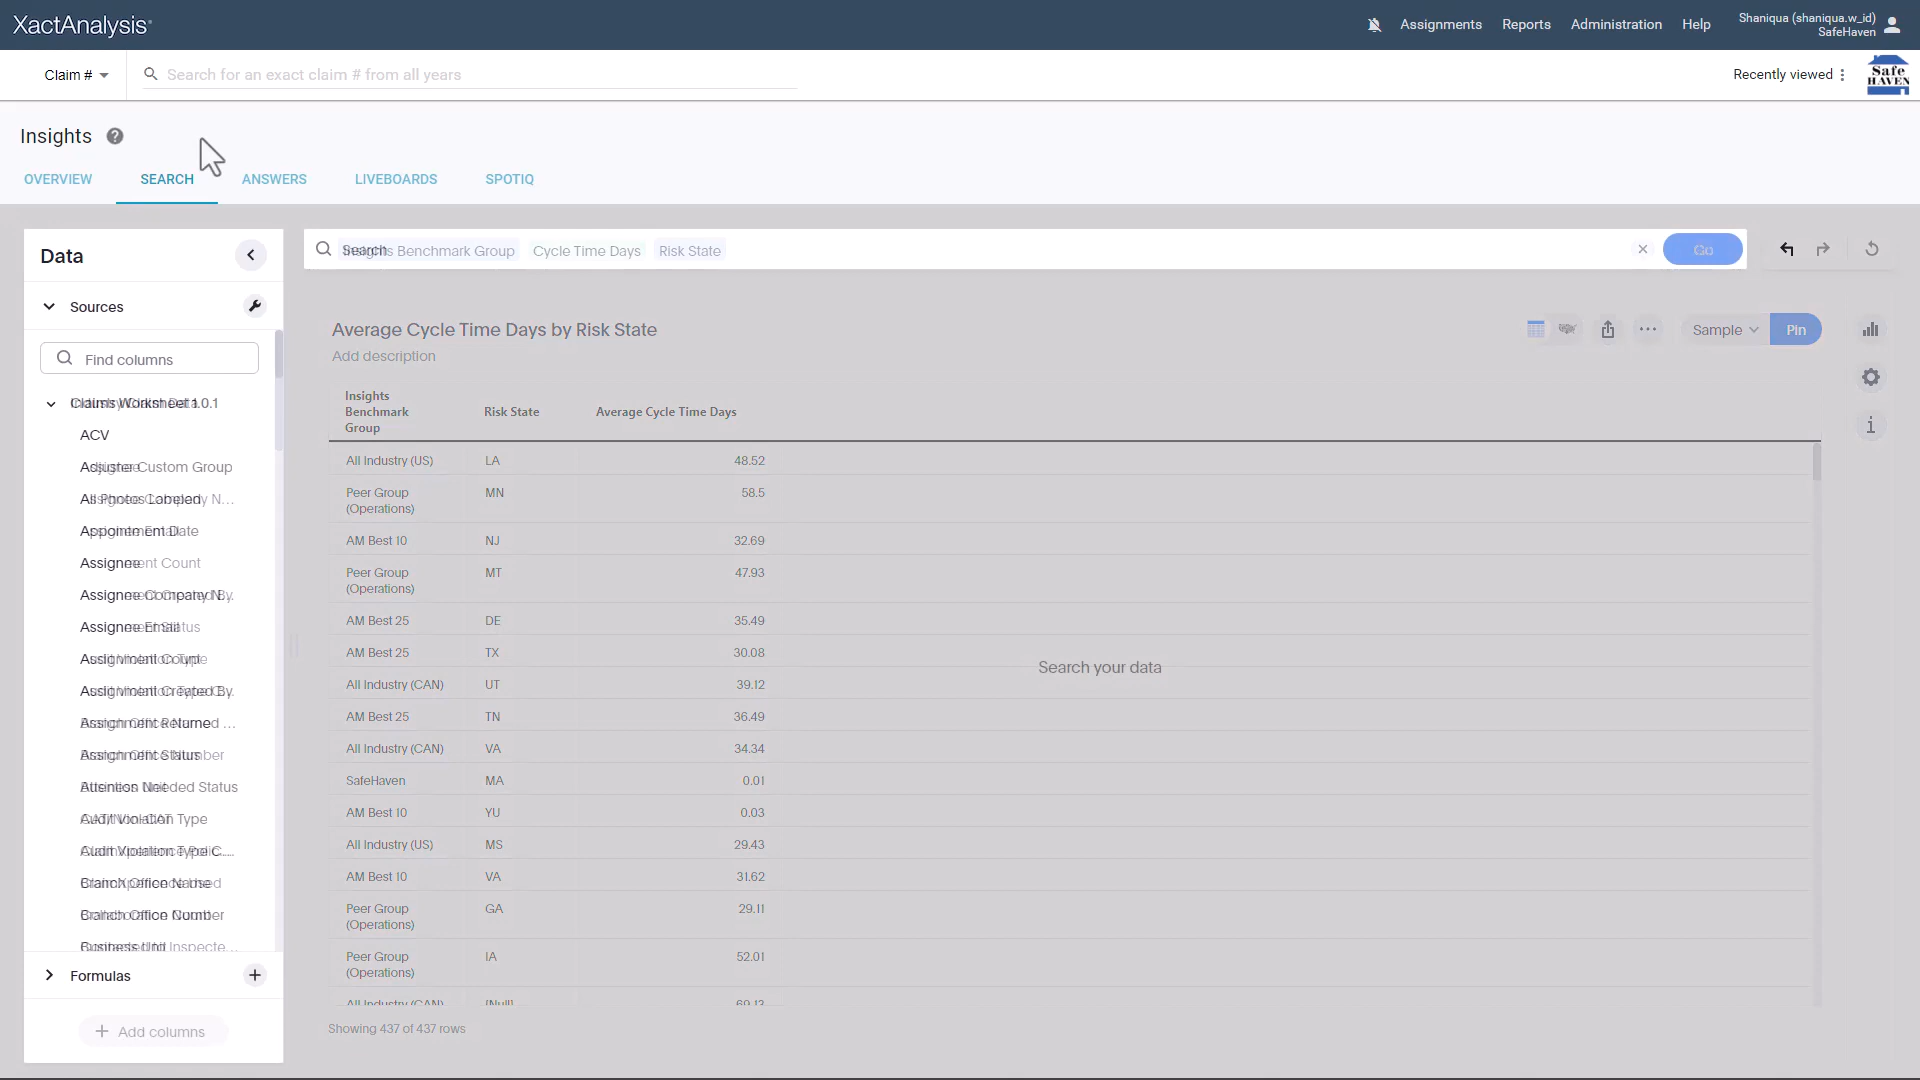 XactAnalysis
Assignments
Reports
Administration
Help
Shaniqua (shaniqua.w_id)
SafeHaven
Claim #
Search for an exact claim # from all years
Recently viewed
Safe
HAVEN
Insights
OVERVIEW
SEARCH
ANSWERS
LIVEBOARDS
SPOTIQ
Data
Search
Insights Benchmark Group Cycle Time Days Risk State
Go
Sources
Find columns
Average Cycle Time Days by Risk State
Add description
Sample
Pin
Claims Worksheet 1.0.1
ACV
Adjuster Custom Group
All Photos Labeled
Appointment Date
Assignee
Assignment Count
Assignee Company N...
Assignee Email
Assignment Status
Assignment Count
Assignment Created By
Assignment Returned ...
Assignment Status
Attention Needed Status
Audit Violation Type
Audit Violation Type C...
Branch Office Name
Branch Office Number
Business Unit
Formulas
Add columns
Insights Benchmark Group Risk State Average Cycle Time Days
All Industry (US) LA 48.52
Peer Group (Operations) MN 58.5
AM Best 10 NJ 32.69
Peer Group (Operations) MT 47.93
AM Best 25 DE 35.49
AM Best 25 TX 30.08
Search your data
All Industry (CAN) UT 39.12
AM Best 25 TN 36.49
All Industry (CAN) VA 34.34
SafeHaven MA 0.01
AM Best 10 YU 0.03
All Industry (US) MS 29.43
AM Best 10 VA 31.62
Peer Group (Operations) GA 29.11
Peer Group (Operations) IA 52.01
All Industry (CAN) {Null} 60.13
Showing 437 of 437 rows